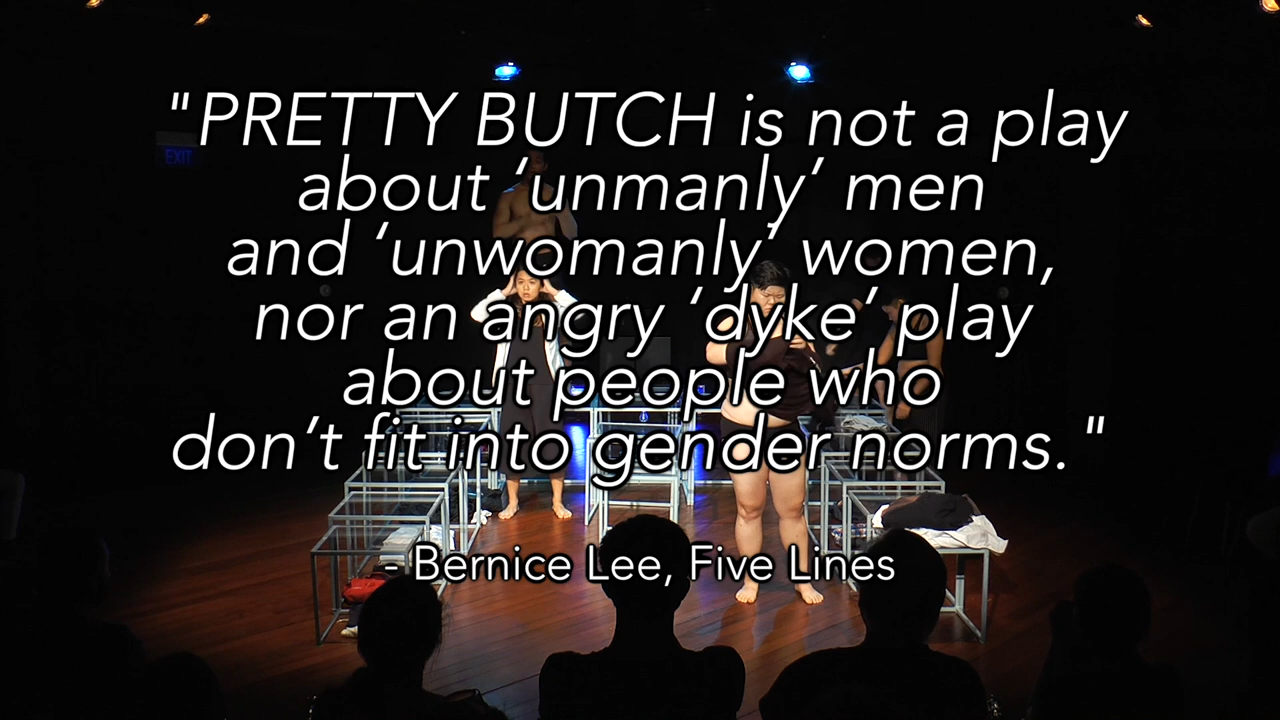 "PRETTY BUTCH is not a play
about ‘unmanly’ men
and ‘unwomanly’ women,
nor an angry ‘dyke’ play
about people who
don’t fit into gender norms."
- Bernice Lee, Five Lines
EXIT